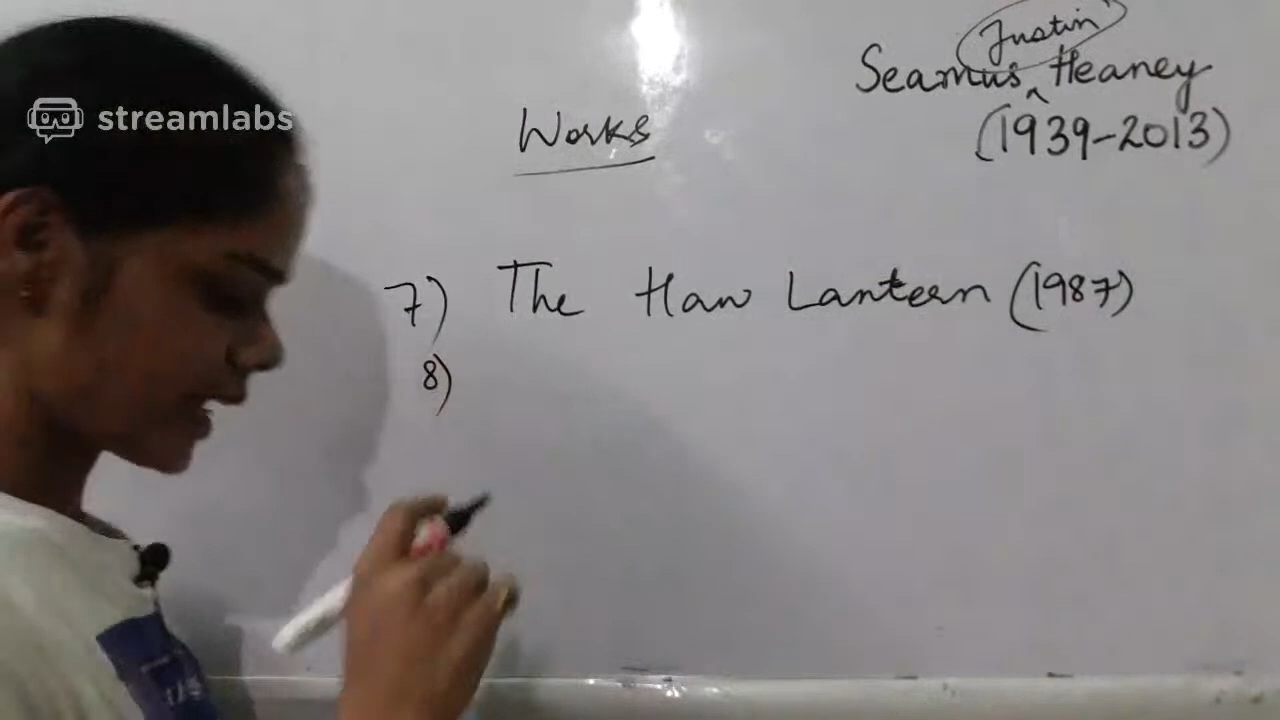 streamlabs
Justin
Seamus Heaney
(1939-2013)
Works
7) The Haw Lantern (1987)
8)